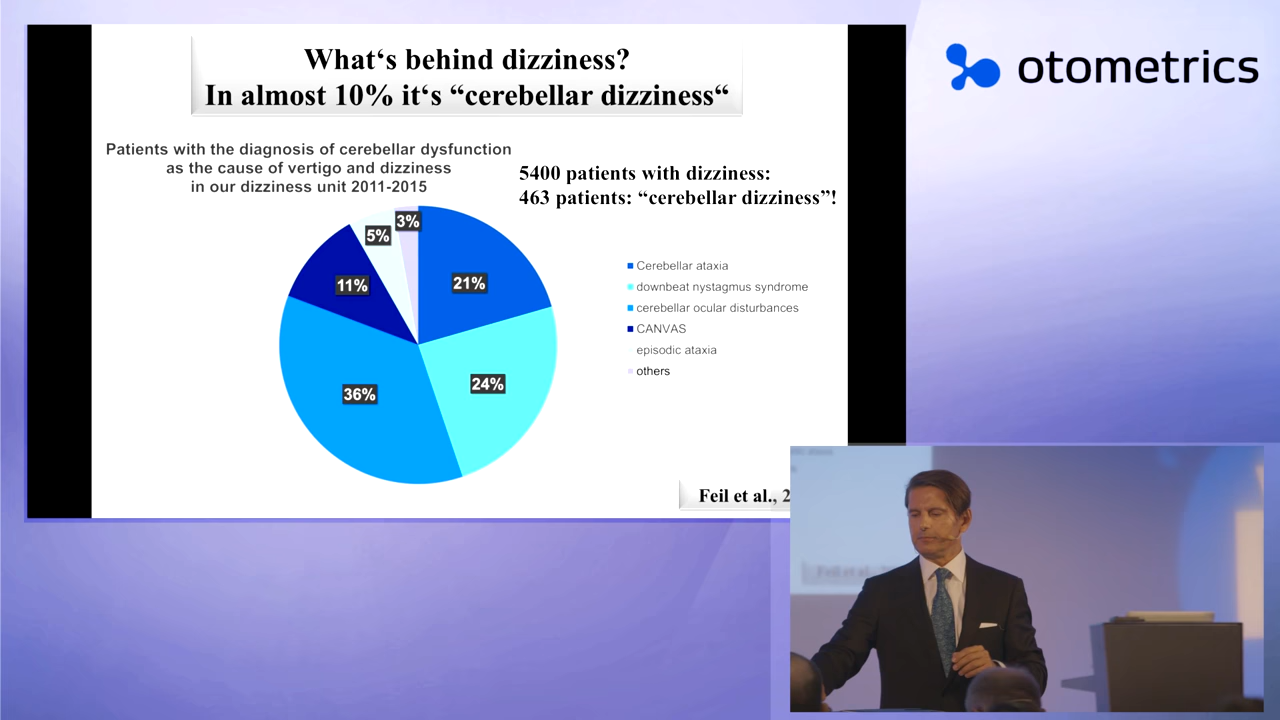 What‘s behind dizziness?
In almost 10% it‘s “cerebellar dizziness“
otometrics
Patients with the diagnosis of cerebellar dysfunction
as the cause of vertigo and dizziness
in our dizziness unit 2011-2015
5400 patients with dizziness:
463 patients: “cerebellar dizziness”!
3%
5%
11%
21%
36%
24%
Cerebellar ataxia
downbeat nystagmus syndrome
cerebellar ocular disturbances
CANVAS
episodic ataxia
others
Feil et al., 2